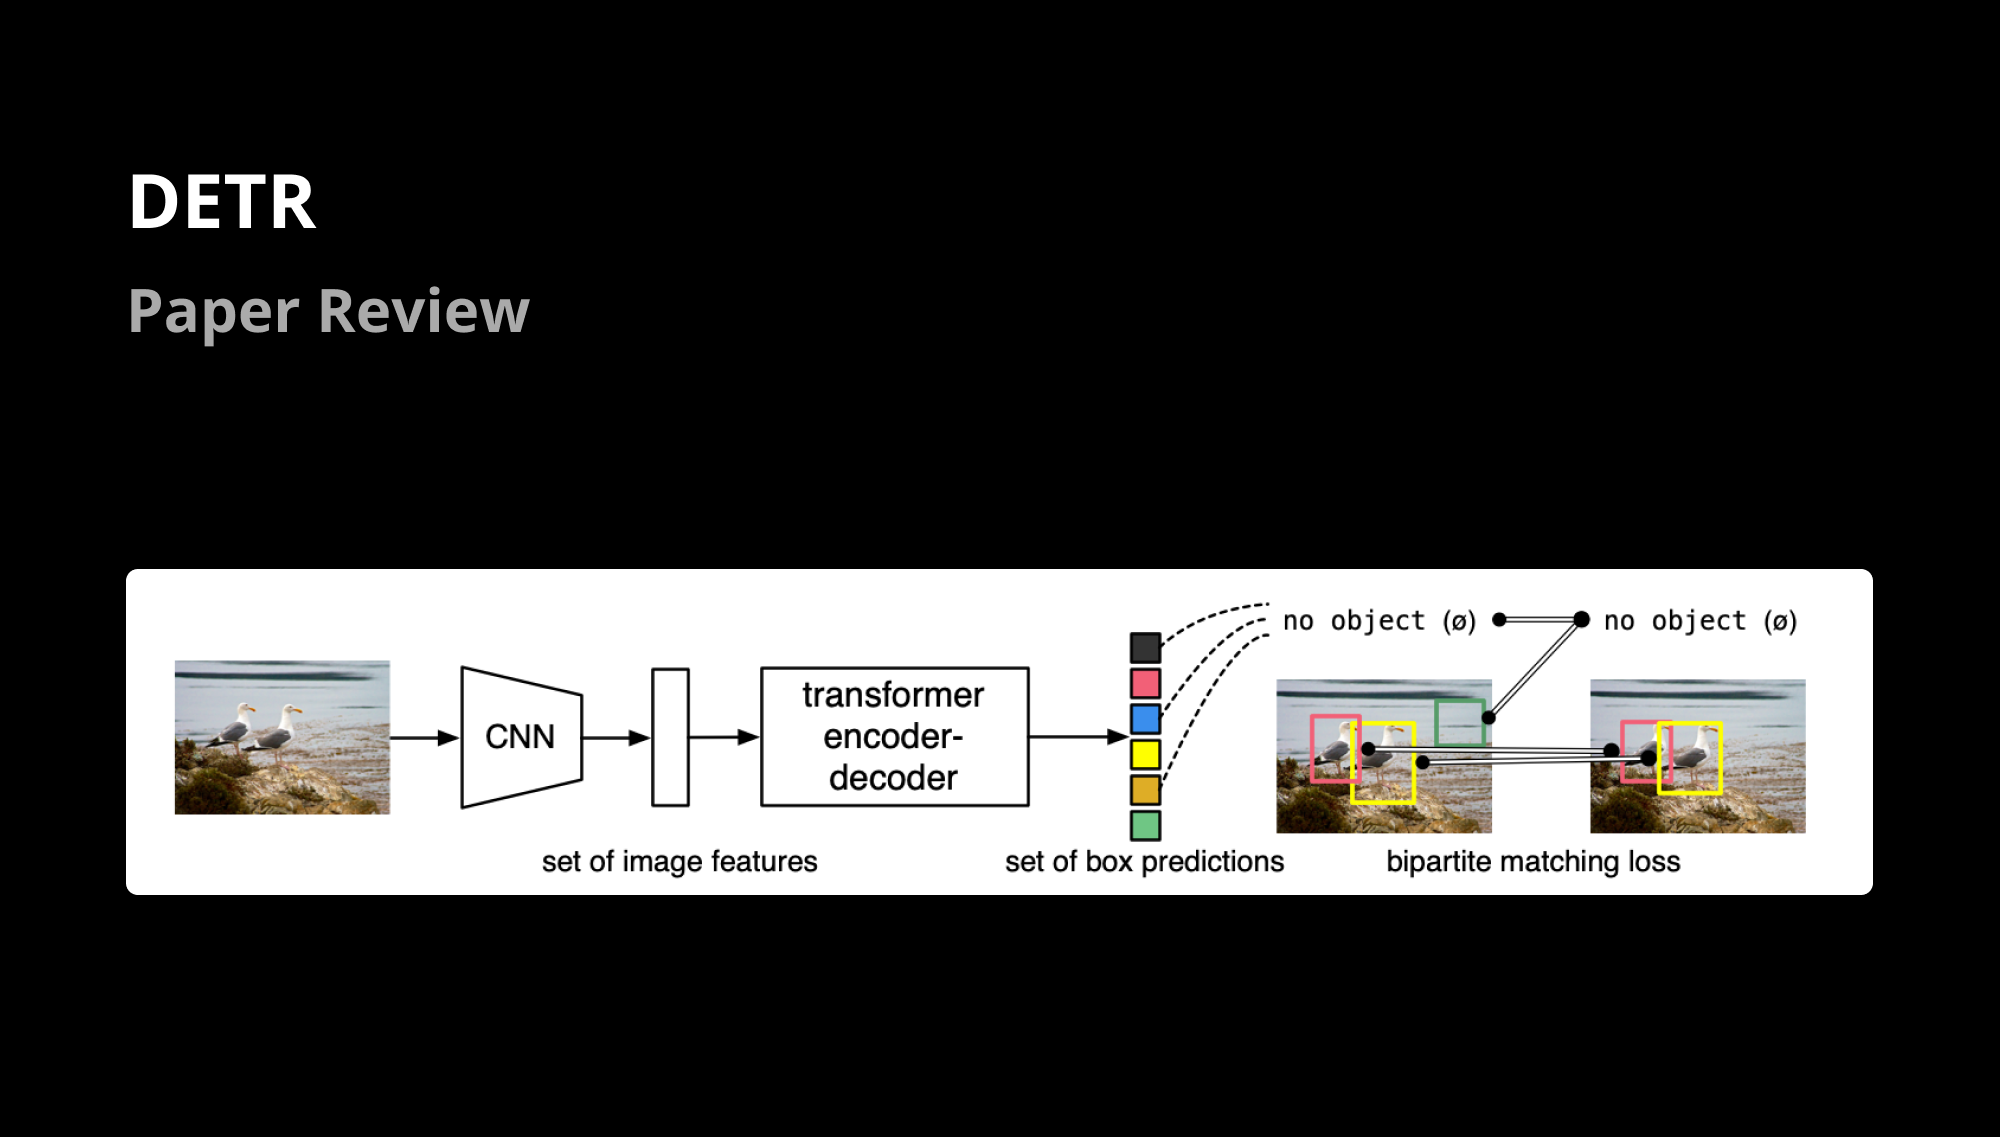 DETR
Paper Review
no object (ø)
no object (ø)
CNN
transformer
encoder-
decoder
set of image features
set of box predictions
bipartite matching loss